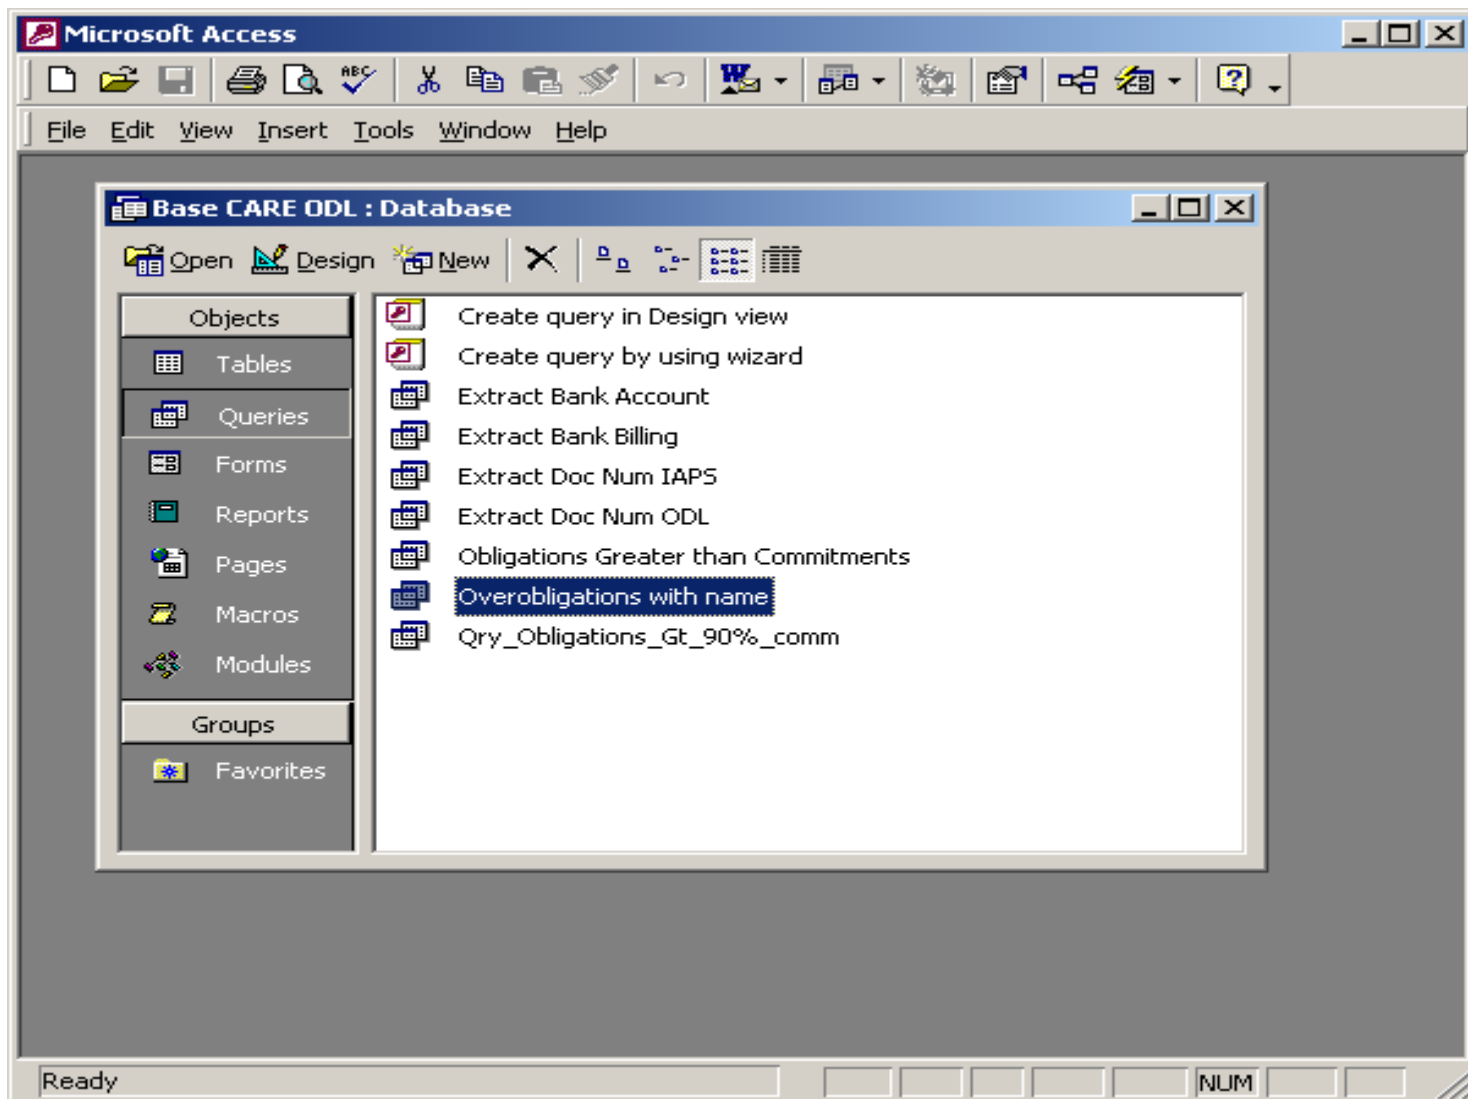 Microsoft Access
ABC
W
File Edit View Insert Tools Window Help
Base CARE ODL : Database
Open Design New
Objects
Tables
Queries
Forms
Reports
Pages
Macros
Modules
Groups
Favorites
Create query in Design view
Create query by using wizard
Extract Bank Account
Extract Bank Billing
Extract Doc Num IAPS
Extract Doc Num ODL
Obligations Greater than Commitments
Overobligations with name
Qry_Obligations_Gt_90%_comm
Ready
NUM